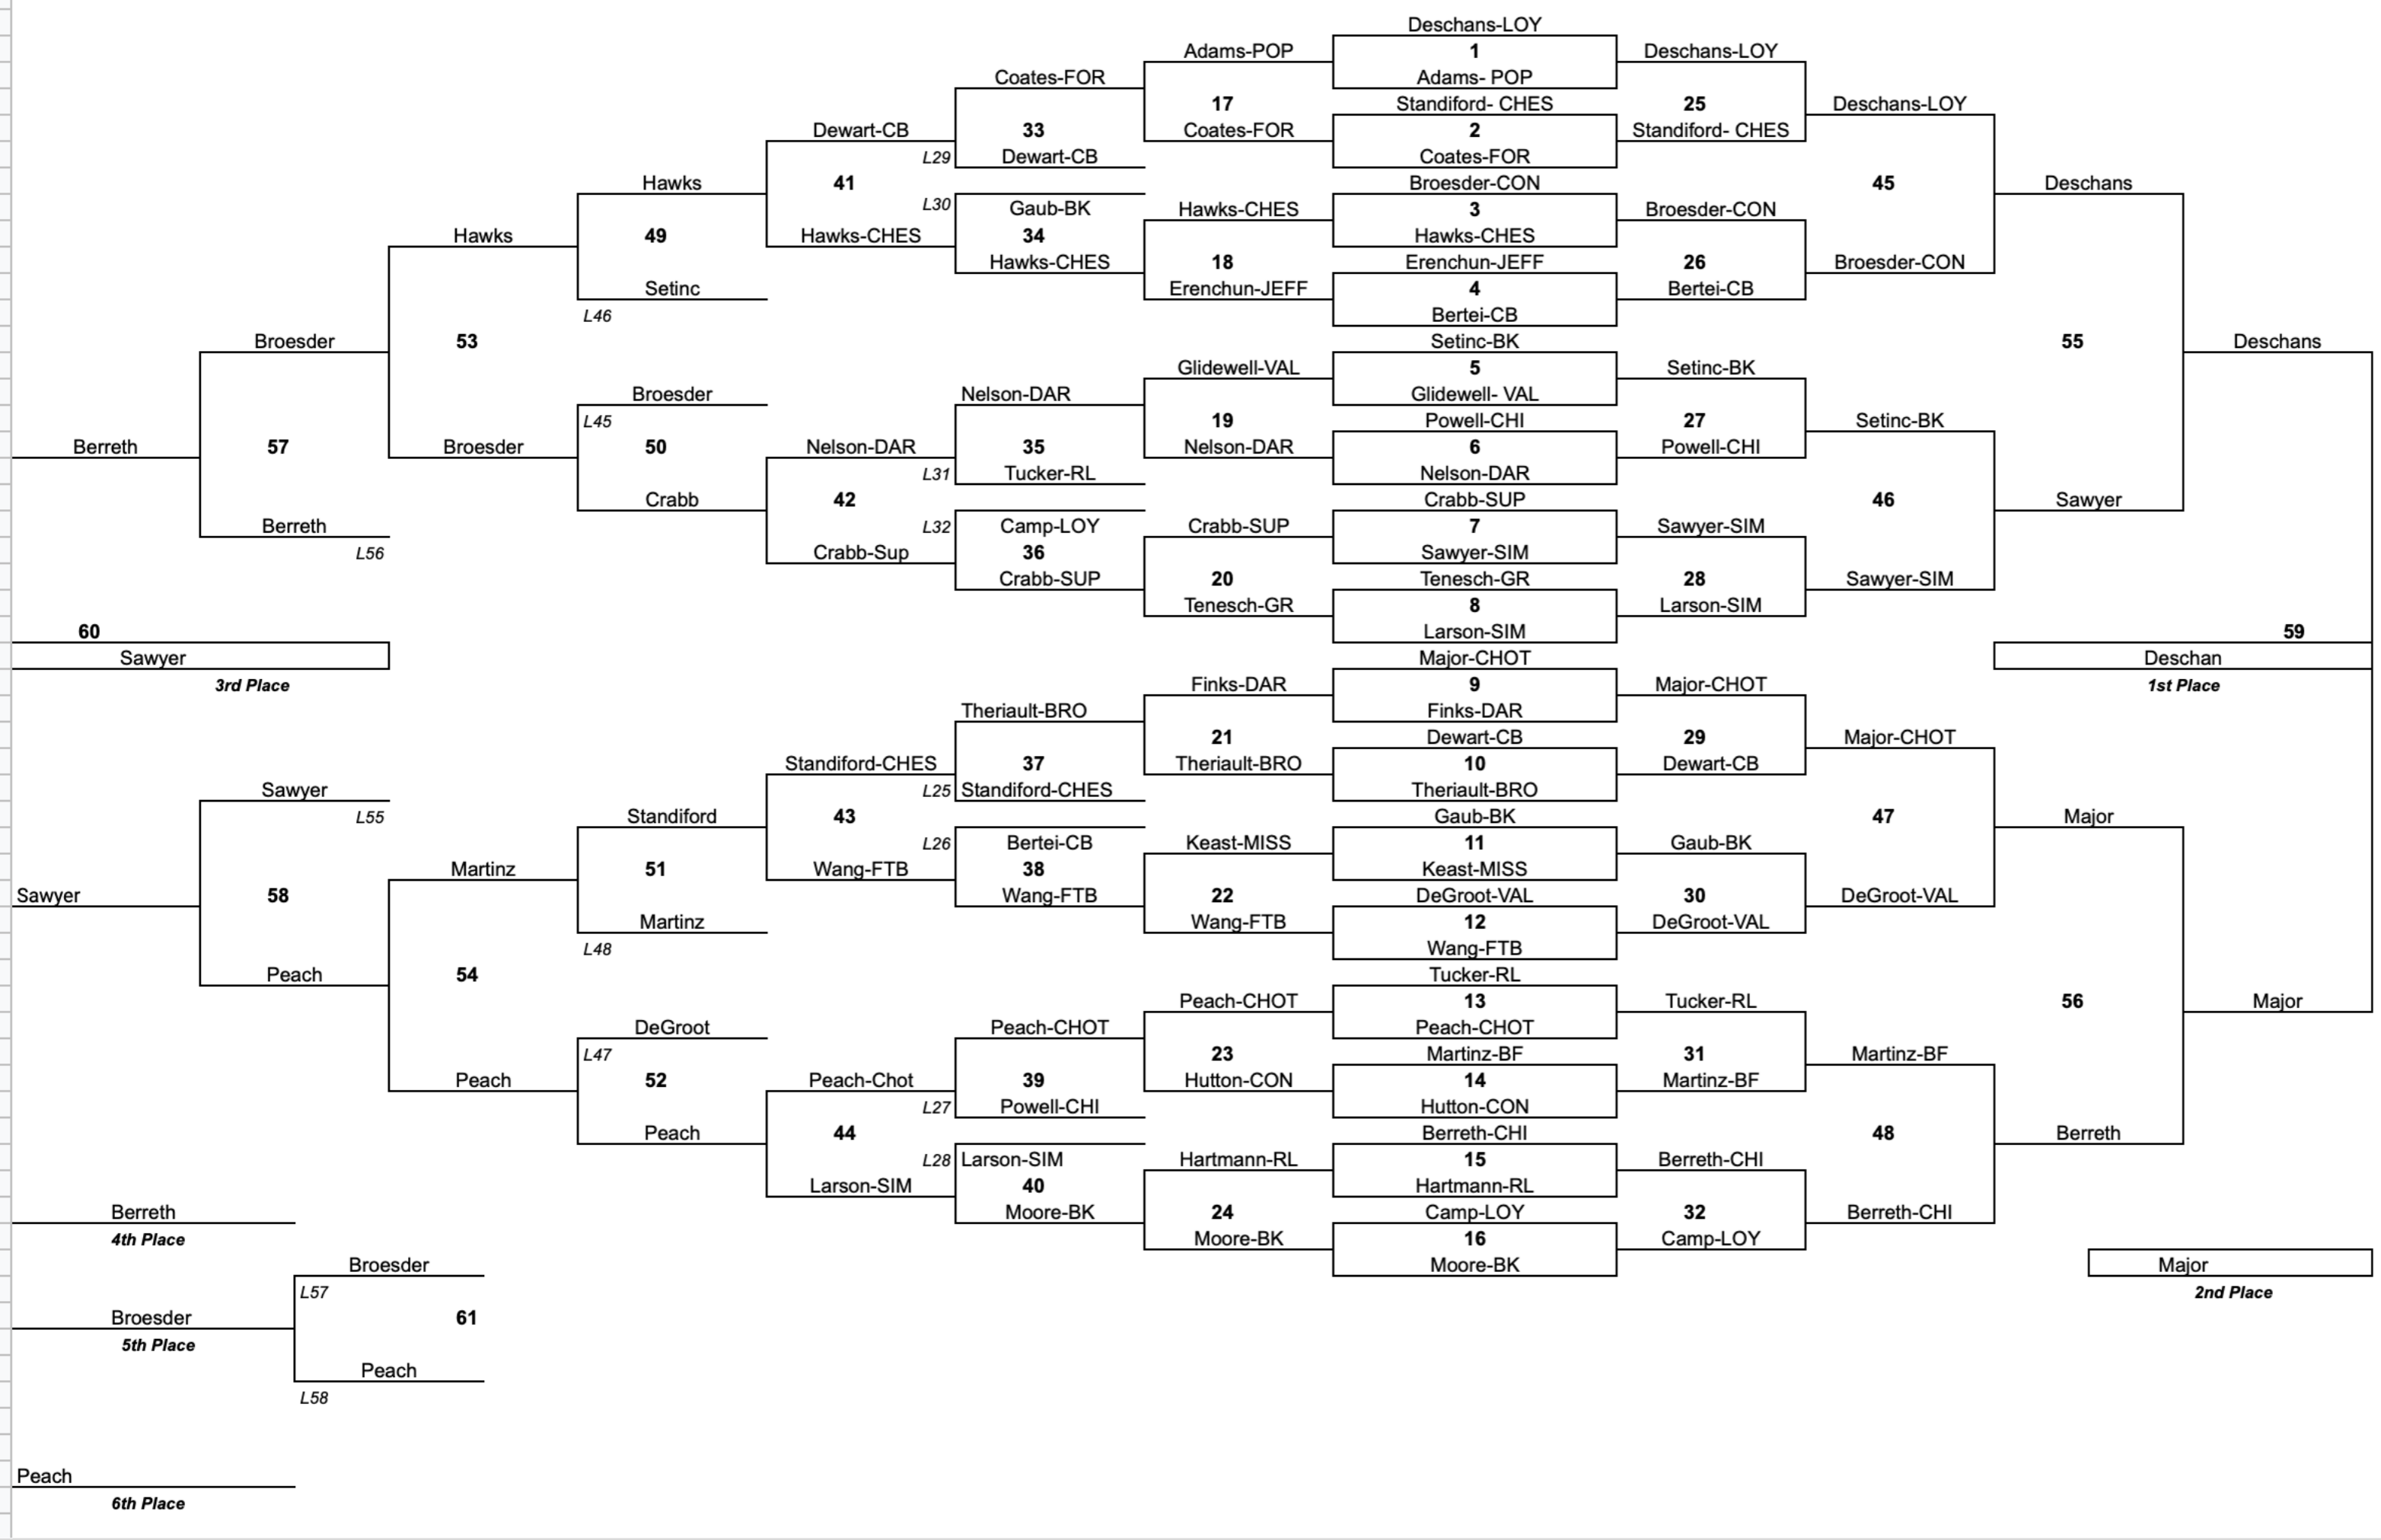 Deschans-LOY
Adams-POP 1 Deschans-LOY
Coates-FOR Adams- POP
17 Standiford- CHES 25 Deschans-LOY
Dewart-CB 33 Coates-FOR 2 Standiford- CHES
L29 Dewart-CB Coates-FOR
Hawks 41 Broesder-CON 45 Deschans
L30 Gaub-BK Hawks-CHES 3 Broesder-CON
Hawks 49 Hawks-CHES 34 Hawks-CHES
Hawks-CHES 18 Erenchun-JEFF 26 Broesder-CON
Setinc Erenchun-JEFF 4 Bertei-CB
L46 Bertei-CB
Broesder 53 Setinc-BK 55 Deschans
Glidewell-VAL 5 Setinc-BK
Broesder Nelson-DAR Glidewell- VAL
L45 19 Powell-CHI 27 Setinc-BK
Berreth 57 Broesder 50 Nelson-DAR 35 Nelson-DAR 6 Powell-CHI
L31 Tucker-RL Nelson-DAR
Crabb 42 Crabb-SUP 46 Sawyer
Berreth L32 Camp-LOY Crabb-SUP 7 Sawyer-SIM
L56 Crabb-Sup 36 Sawyer-SIM
Crabb-SUP 20 Tenesch-GR 28 Sawyer-SIM
Tenesch-GR 8 Larson-SIM
60 Larson-SIM 59
Sawyer Major-CHOT Deschan
3rd Place Finks-DAR 9 Major-CHOT 1st Place
Theriault-BRO Finks-DAR
21 Dewart-CB 29 Major-CHOT
Standiford-CHES 37 Theriault-BRO 10 Dewart-CB
Sawyer L25 Standiford-CHES Theriault-BRO
L55 Standiford 43 Gaub-BK 47 Major
L26 Bertei-CB Keast-MISS 11 Gaub-BK
Martinz 51 Wang-FTB 38 Keast-MISS
Sawyer 58 Wang-FTB 22 DeGroot-VAL 30 DeGroot-VAL
Martinz Wang-FTB 12 DeGroot-VAL
L48 Wang-FTB
Peach 54 Tucker-RL
Peach-CHOT 13 Tucker-RL 56 Major
DeGroot Peach-CHOT Peach-CHOT
L47 23 Martinz-BF 31 Martinz-BF
Peach 52 Peach-Chot 39 Hutton-CON 14 Martinz-BF
L27 Powell-CHI Hutton-CON
Peach 44 Berreth-CHI 48 Berreth
L28 Larson-SIM Hartmann-RL 15 Berreth-CHI
Larson-SIM 40 Hartmann-RL
Berreth Moore-BK 24 Camp-LOY 32 Berreth-CHI
4th Place Moore-BK 16 Camp-LOY
Broesder Moore-BK Major
L57 2nd Place
Broesder 61
5th Place
Peach
L58
Peach
6th Place